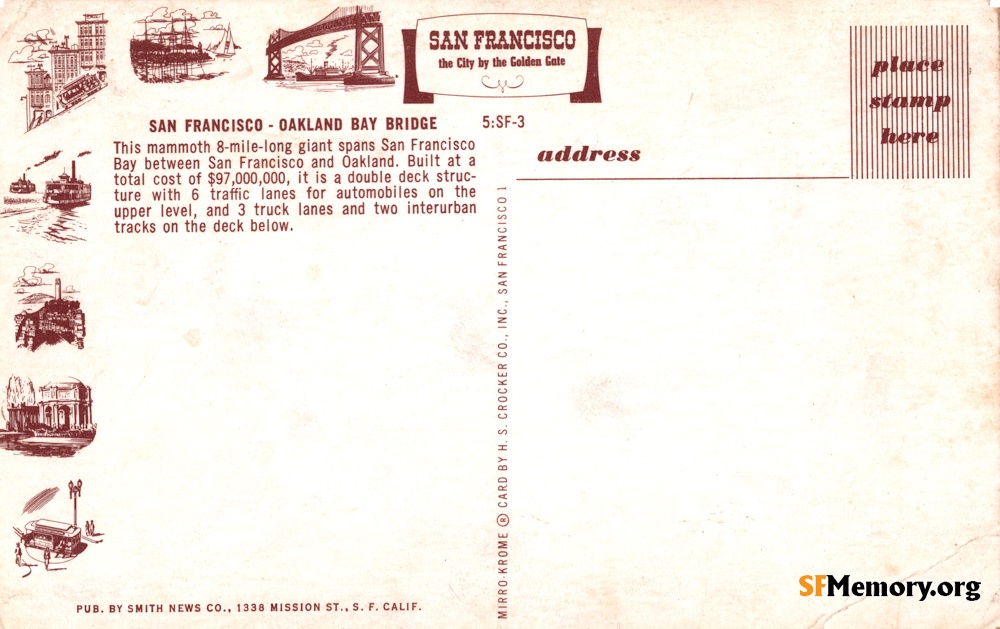 SAN FRANCISCO
the City by the Golden Gate
place
stamp
here
SAN FRANCISCO - OAKLAND BAY BRIDGE 5:SF-3
This mammoth 8-mile-long giant spans San Francisco
Bay between San Francisco and Oakland. Built at a
total cost of $97,000,000, it is a double deck struc-
ture with 6 traffic lanes for automobiles on the
upper level, and 3 truck lanes and two interurban
tracks on the deck below.
address
MIRRO-KROME ® CARD BY H. S. CROCKER CO., INC., SAN FRANCISCO 1
PUB. BY SMITH NEWS CO., 1338 MISSION ST., S. F. CALIF.
SFMemory.org